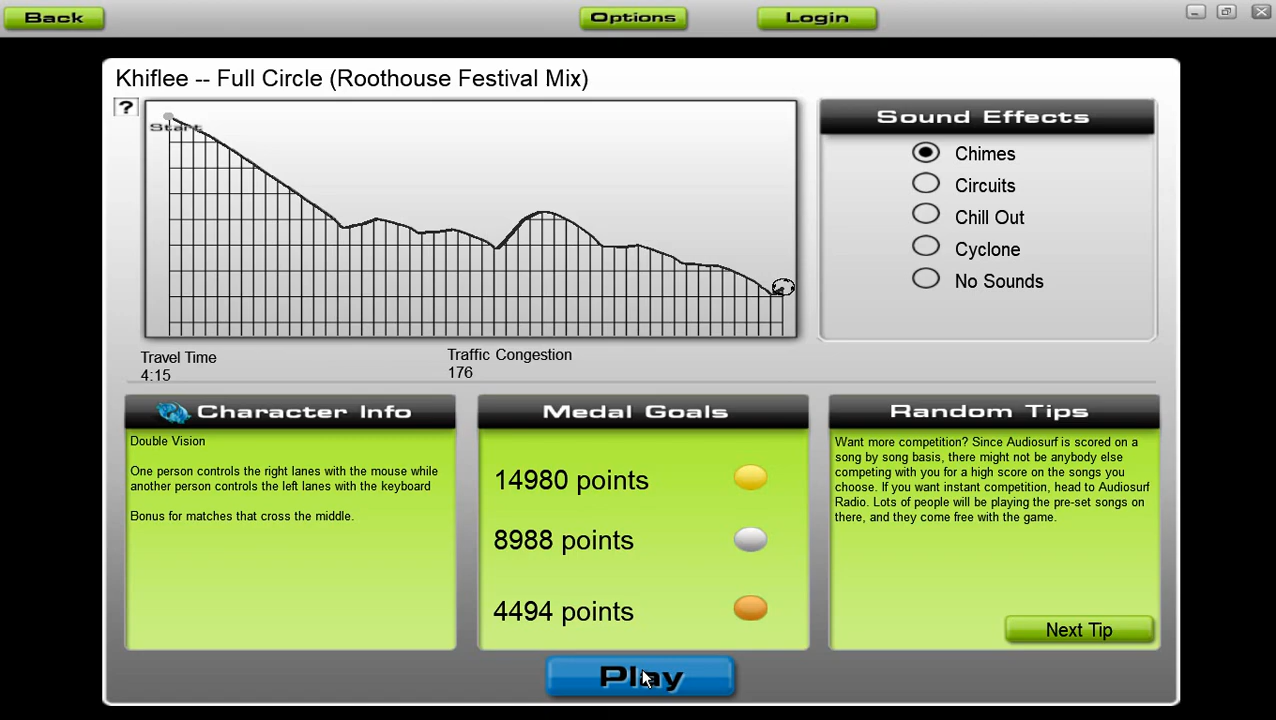 Back
Options
Login
Khiflee -- Full Circle (Roothouse Festival Mix)
?
Start
Travel Time
4:15
Traffic Congestion
176
Sound Effects
Chimes
Circuits
Chill Out
Cyclone
No Sounds
Character Info
Double Vision
One person controls the right lanes with the mouse while
another person controls the left lanes with the keyboard
Bonus for matches that cross the middle.
Medal Goals
14980 points
8988 points
4494 points
Random Tips
Want more competition? Since Audiosurf is scored on a
song by song basis, there might not be anybody else
competing with you for a high score on the songs you
choose. If you want instant competition, head to Audiosurf
Radio. Lots of people will be playing the pre-set songs on
there, and they come free with the game.
Next Tip
Play